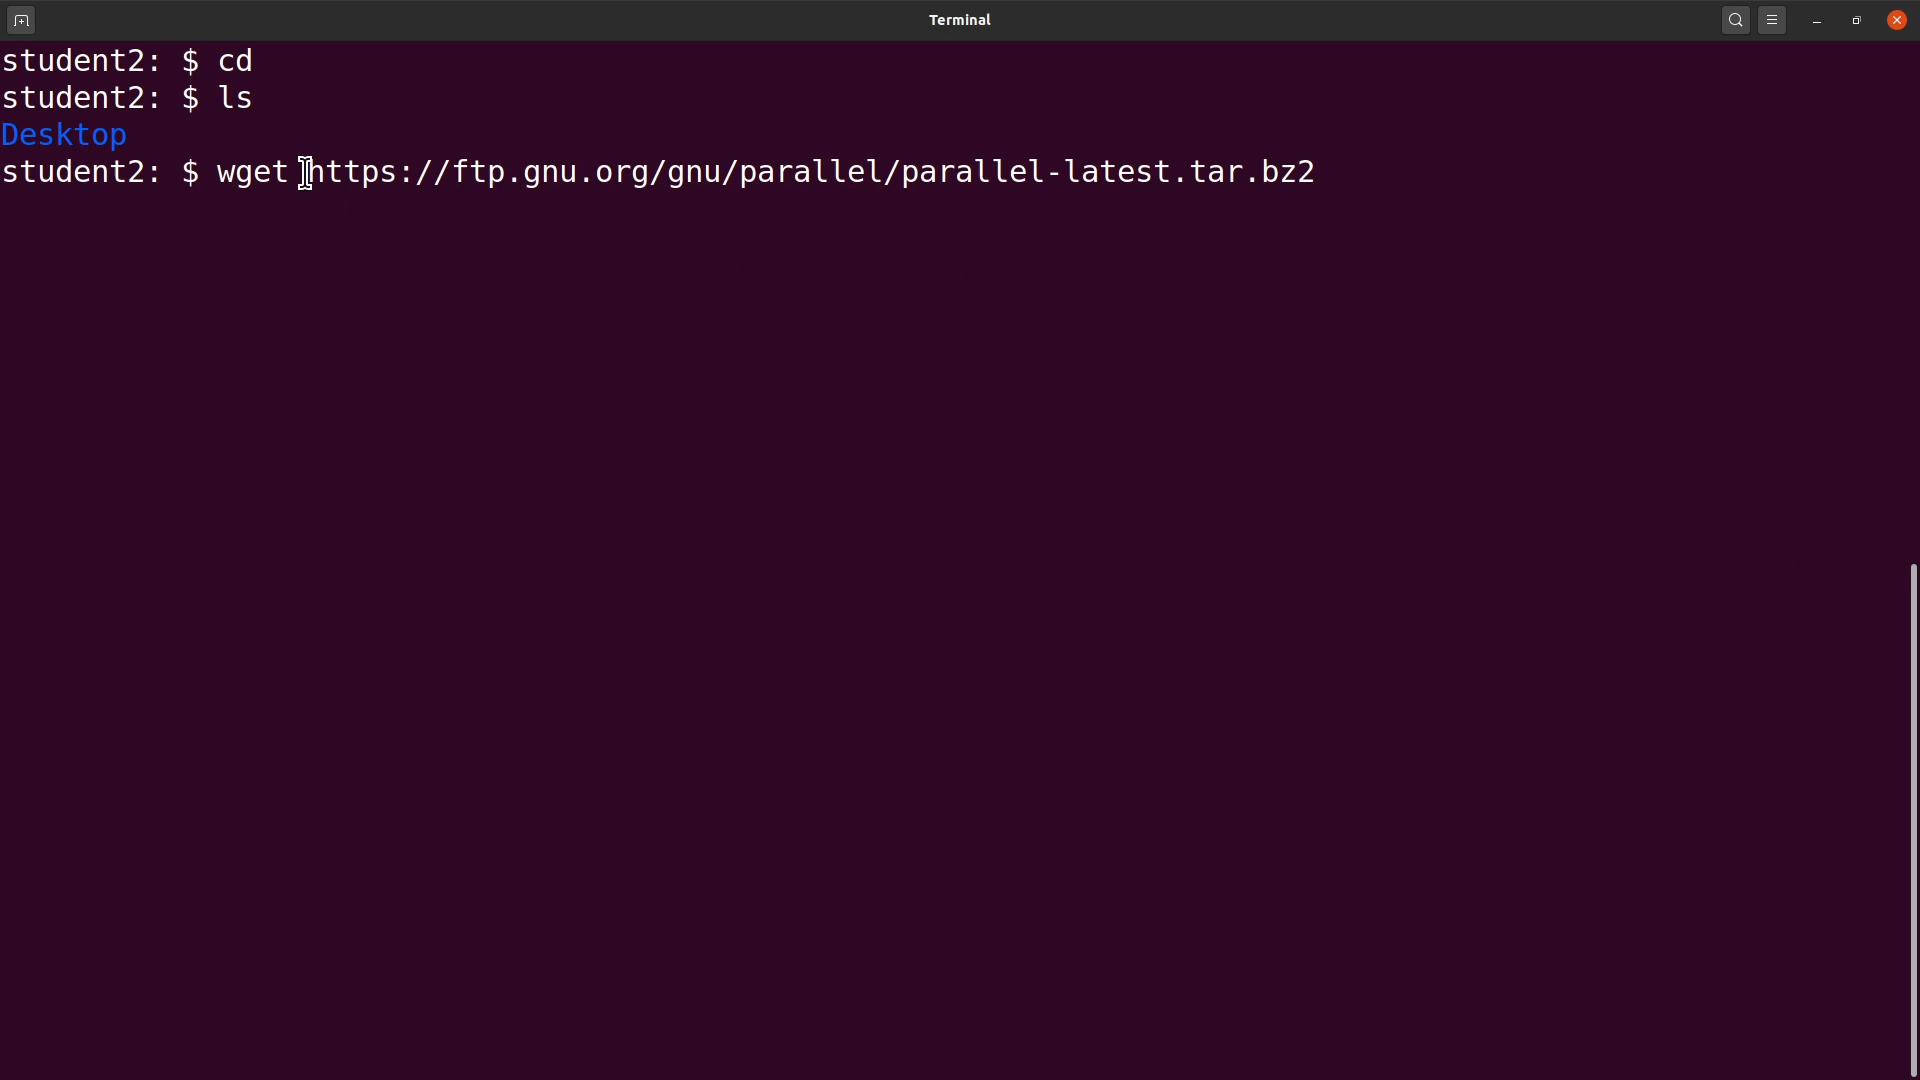 Terminal
student2: $ cd
student2: $ ls
Desktop
student2: $ wget https://ftp.gnu.org/gnu/parallel/parallel-latest.tar.bz2